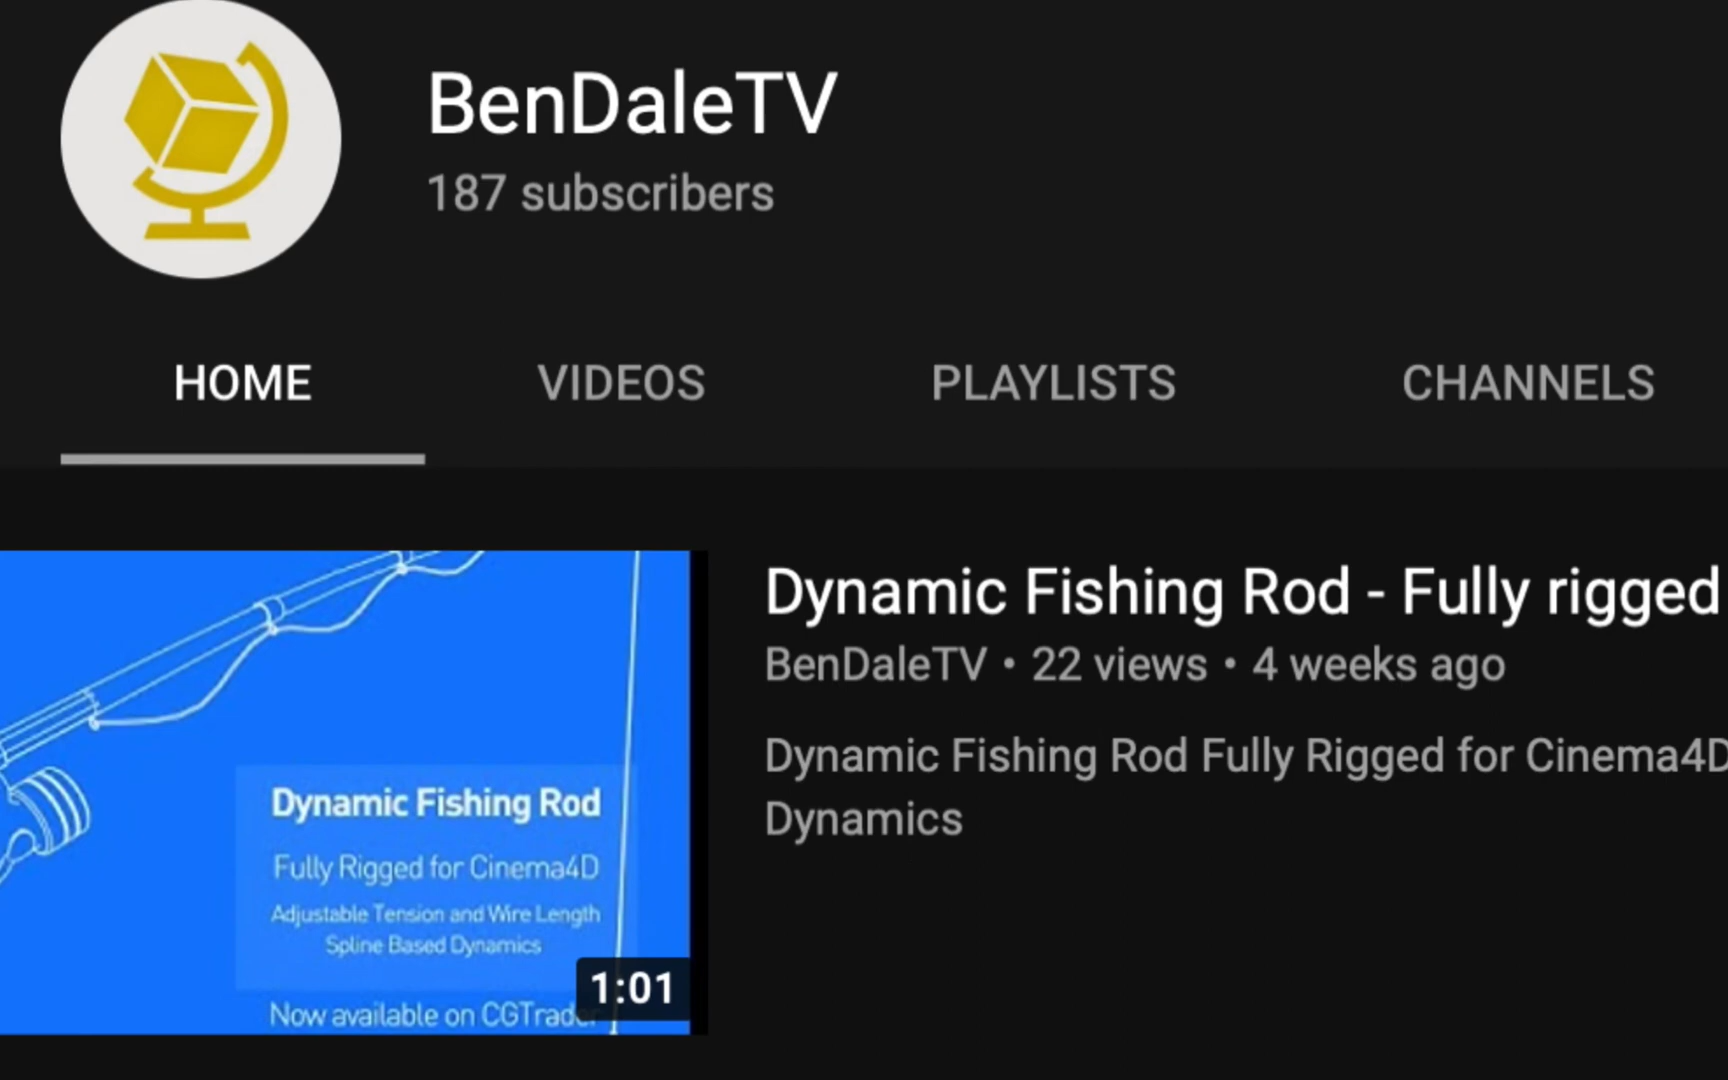 BenDaleTV
187 subscribers
HOME VIDEOS PLAYLISTS CHANNELS
Dynamic Fishing Rod - Fully rigged
BenDaleTV • 22 views • 4 weeks ago
Dynamic Fishing Rod Fully Rigged for Cinema4D
Dynamics
Dynamic Fishing Rod
Fully Rigged for Cinema4D
Adjustable Tension and Wire Length
Spline Based Dynamics
Now available on CGTrader
1:01